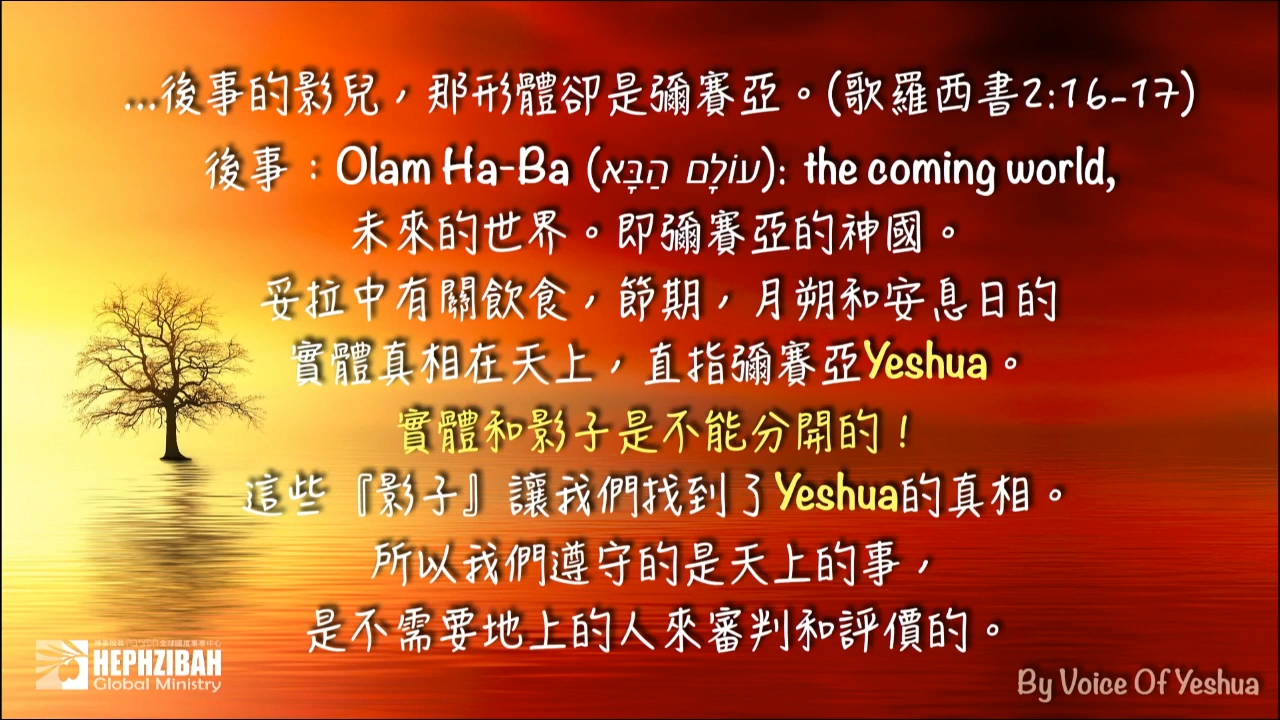 ...後事的影兒，那形體卻是彌賽亞。(歌羅西書2:16-17)
後事：Olam Ha-Ba (עוֹלָם הַבָּא): the coming world,
未來的世界。即彌賽亞的神國。
妥拉中有關飲食，節期，月朔和安息日的
實體真相在天上，直指彌賽亞Yeshua。
實體和影子是不能分開的！
這些『影子』讓我們找到了Yeshua的真相。
所以我們遵守的是天上的事，
是不需要地上的人來審判和評價的。
HEPHZIBAH
Global Ministry
By Voice Of Yeshua